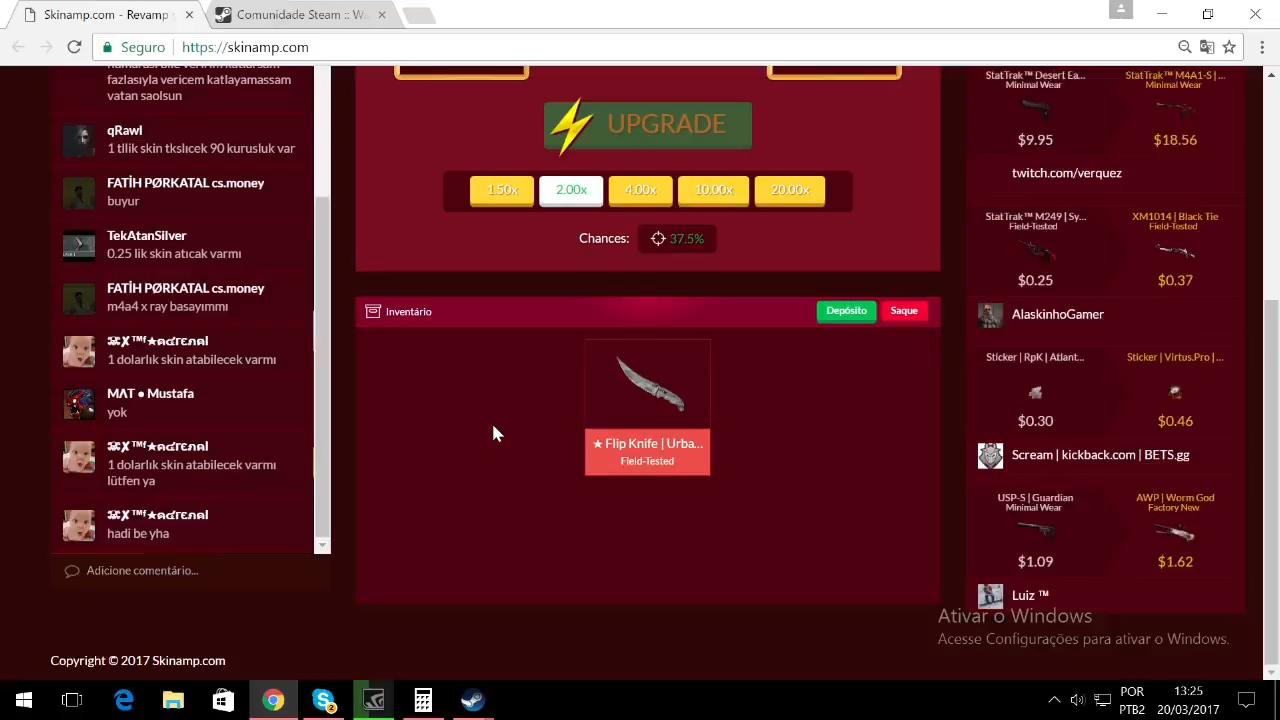 Skinamp.com - Revamp
Comunidade Steam :: Wa
Seguro
https://skinamp.com
fazlasıyla vericem katlayamassam
vatan saolsun
qRawl
1 tllik skin tkslıcek 90 kurusluk var
FATİH PØRKATAL cs.money
buyur
TekAtanSilver
0.25 lik skin atıcak varmı
FATİH PØRKATAL cs.money
m4a4 x ray basayımmı
1 dolarlık skin atabilecek varmı
MΛT ● Mustafa
yok
1 dolarlık skin atabilecek varmı
lütfen ya
hadi be yha
Adicione comentário...
Copyright © 2017 Skinamp.com
UPGRADE
1.50x
2.00x
4.00x
10.00x
20.00x
Chances:
37.5%
Inventário
Depósito
Saque
★ Flip Knife | Urba...
Field-Tested
StatTrak™ Desert Ea...
Minimal Wear
StatTrak™ M4A1-S | ...
Minimal Wear
$9.95
$18.56
twitch.com/verquez
StatTrak™ M249 | Sy...
Field-Tested
XM1014 | Black Tie
Field-Tested
$0.25
$0.37
AlaskinhoGamer
Sticker | RpK | Atlant...
Sticker | Virtus.Pro | ...
$0.30
$0.46
Scream | kickback.com | BETS.gg
USP-S | Guardian
Minimal Wear
AWP | Worm God
Factory New
$1.09
$1.62
Luiz ™
Ativar o Windows
Acesse Configurações para ativar o Windows.
2
POR
PTB2
13:25
20/03/2017